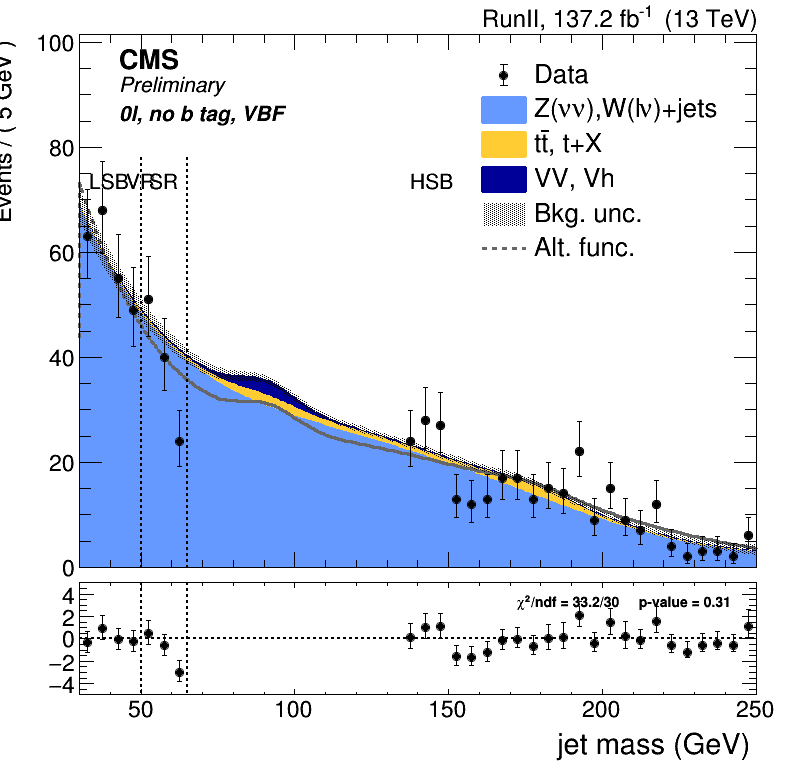 RunII, 137.2 fb⁻¹ (13 TeV)
CMS
Preliminary
0l, no b tag, VBF
Data
Z(νν),W(lν)+jets
tt̄, t+X
VV, Vh
Bkg. unc.
Alt. func.
LSB VR SR HSB
Events / ( 5 GeV )
100
80
60
40
20
0
χ²/ndf = 33.2/30 p-value = 0.31
4
2
0
−2
−4
50 100 150 200 250
jet mass (GeV)